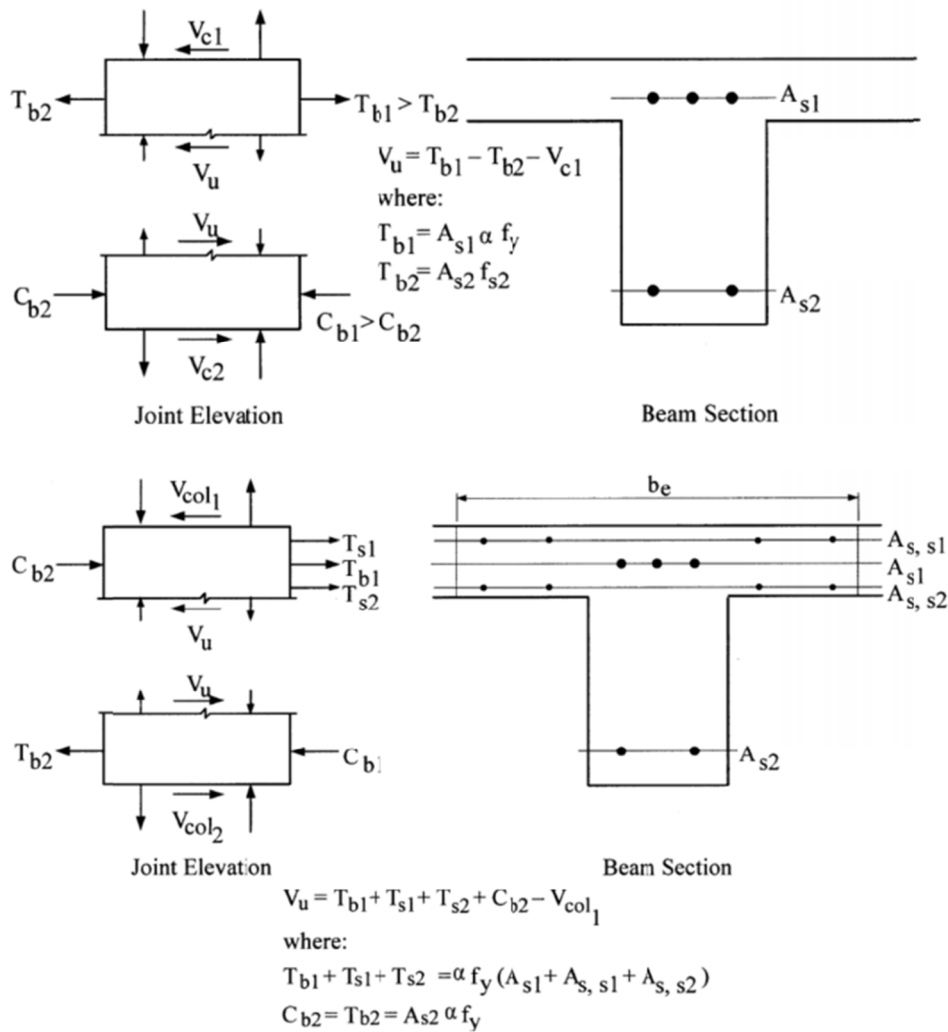 V_c1
T_b2
T_b1 > T_b2
A_s1
V_u
V_u = T_b1 – T_b2 – V_c1
where:
T_b1 = A_s1 α f_y
T_b2 = A_s2 f_s2
V_u
C_b2
C_b1 > C_b2
A_s2
V_c2
Joint Elevation
Beam Section
V_col1
b_e
T_s1
A_s, s1
C_b2
T_b1
A_s1
T_s2
A_s, s2
V_u
V_u
T_b2
C_b1
A_s2
V_col2
Joint Elevation
Beam Section
V_u = T_b1 + T_s1 + T_s2 + C_b2 – V_col1
where:
T_b1 + T_s1 + T_s2 = α f_y (A_s1 + A_s, s1 + A_s, s2)
C_b2 = T_b2 = A_s2 α f_y